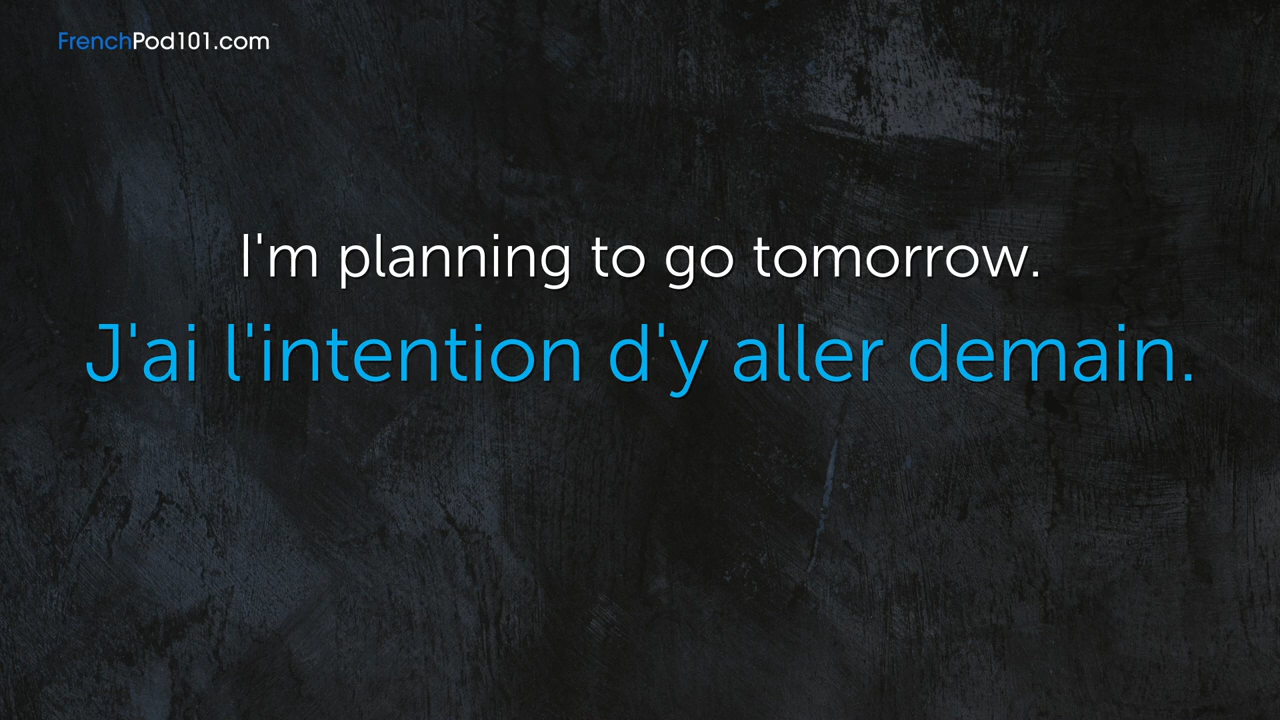 FrenchPod101.com
I'm planning to go tomorrow.
J'ai l'intention d'y aller demain.